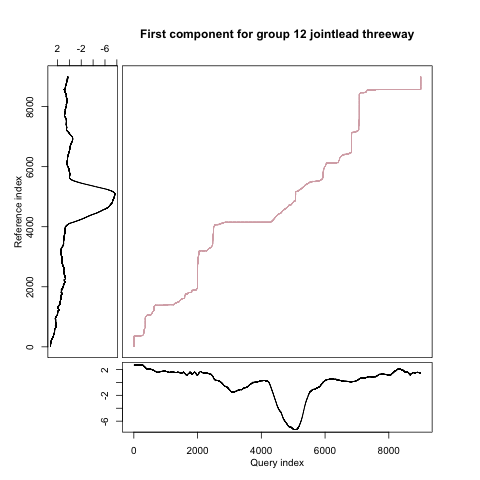 First component for group 12 jointlead threeway
2 -2 -6
Reference index
0 2000 4000 6000 8000
2 -2 -6
0 2000 4000 6000 8000
Query index